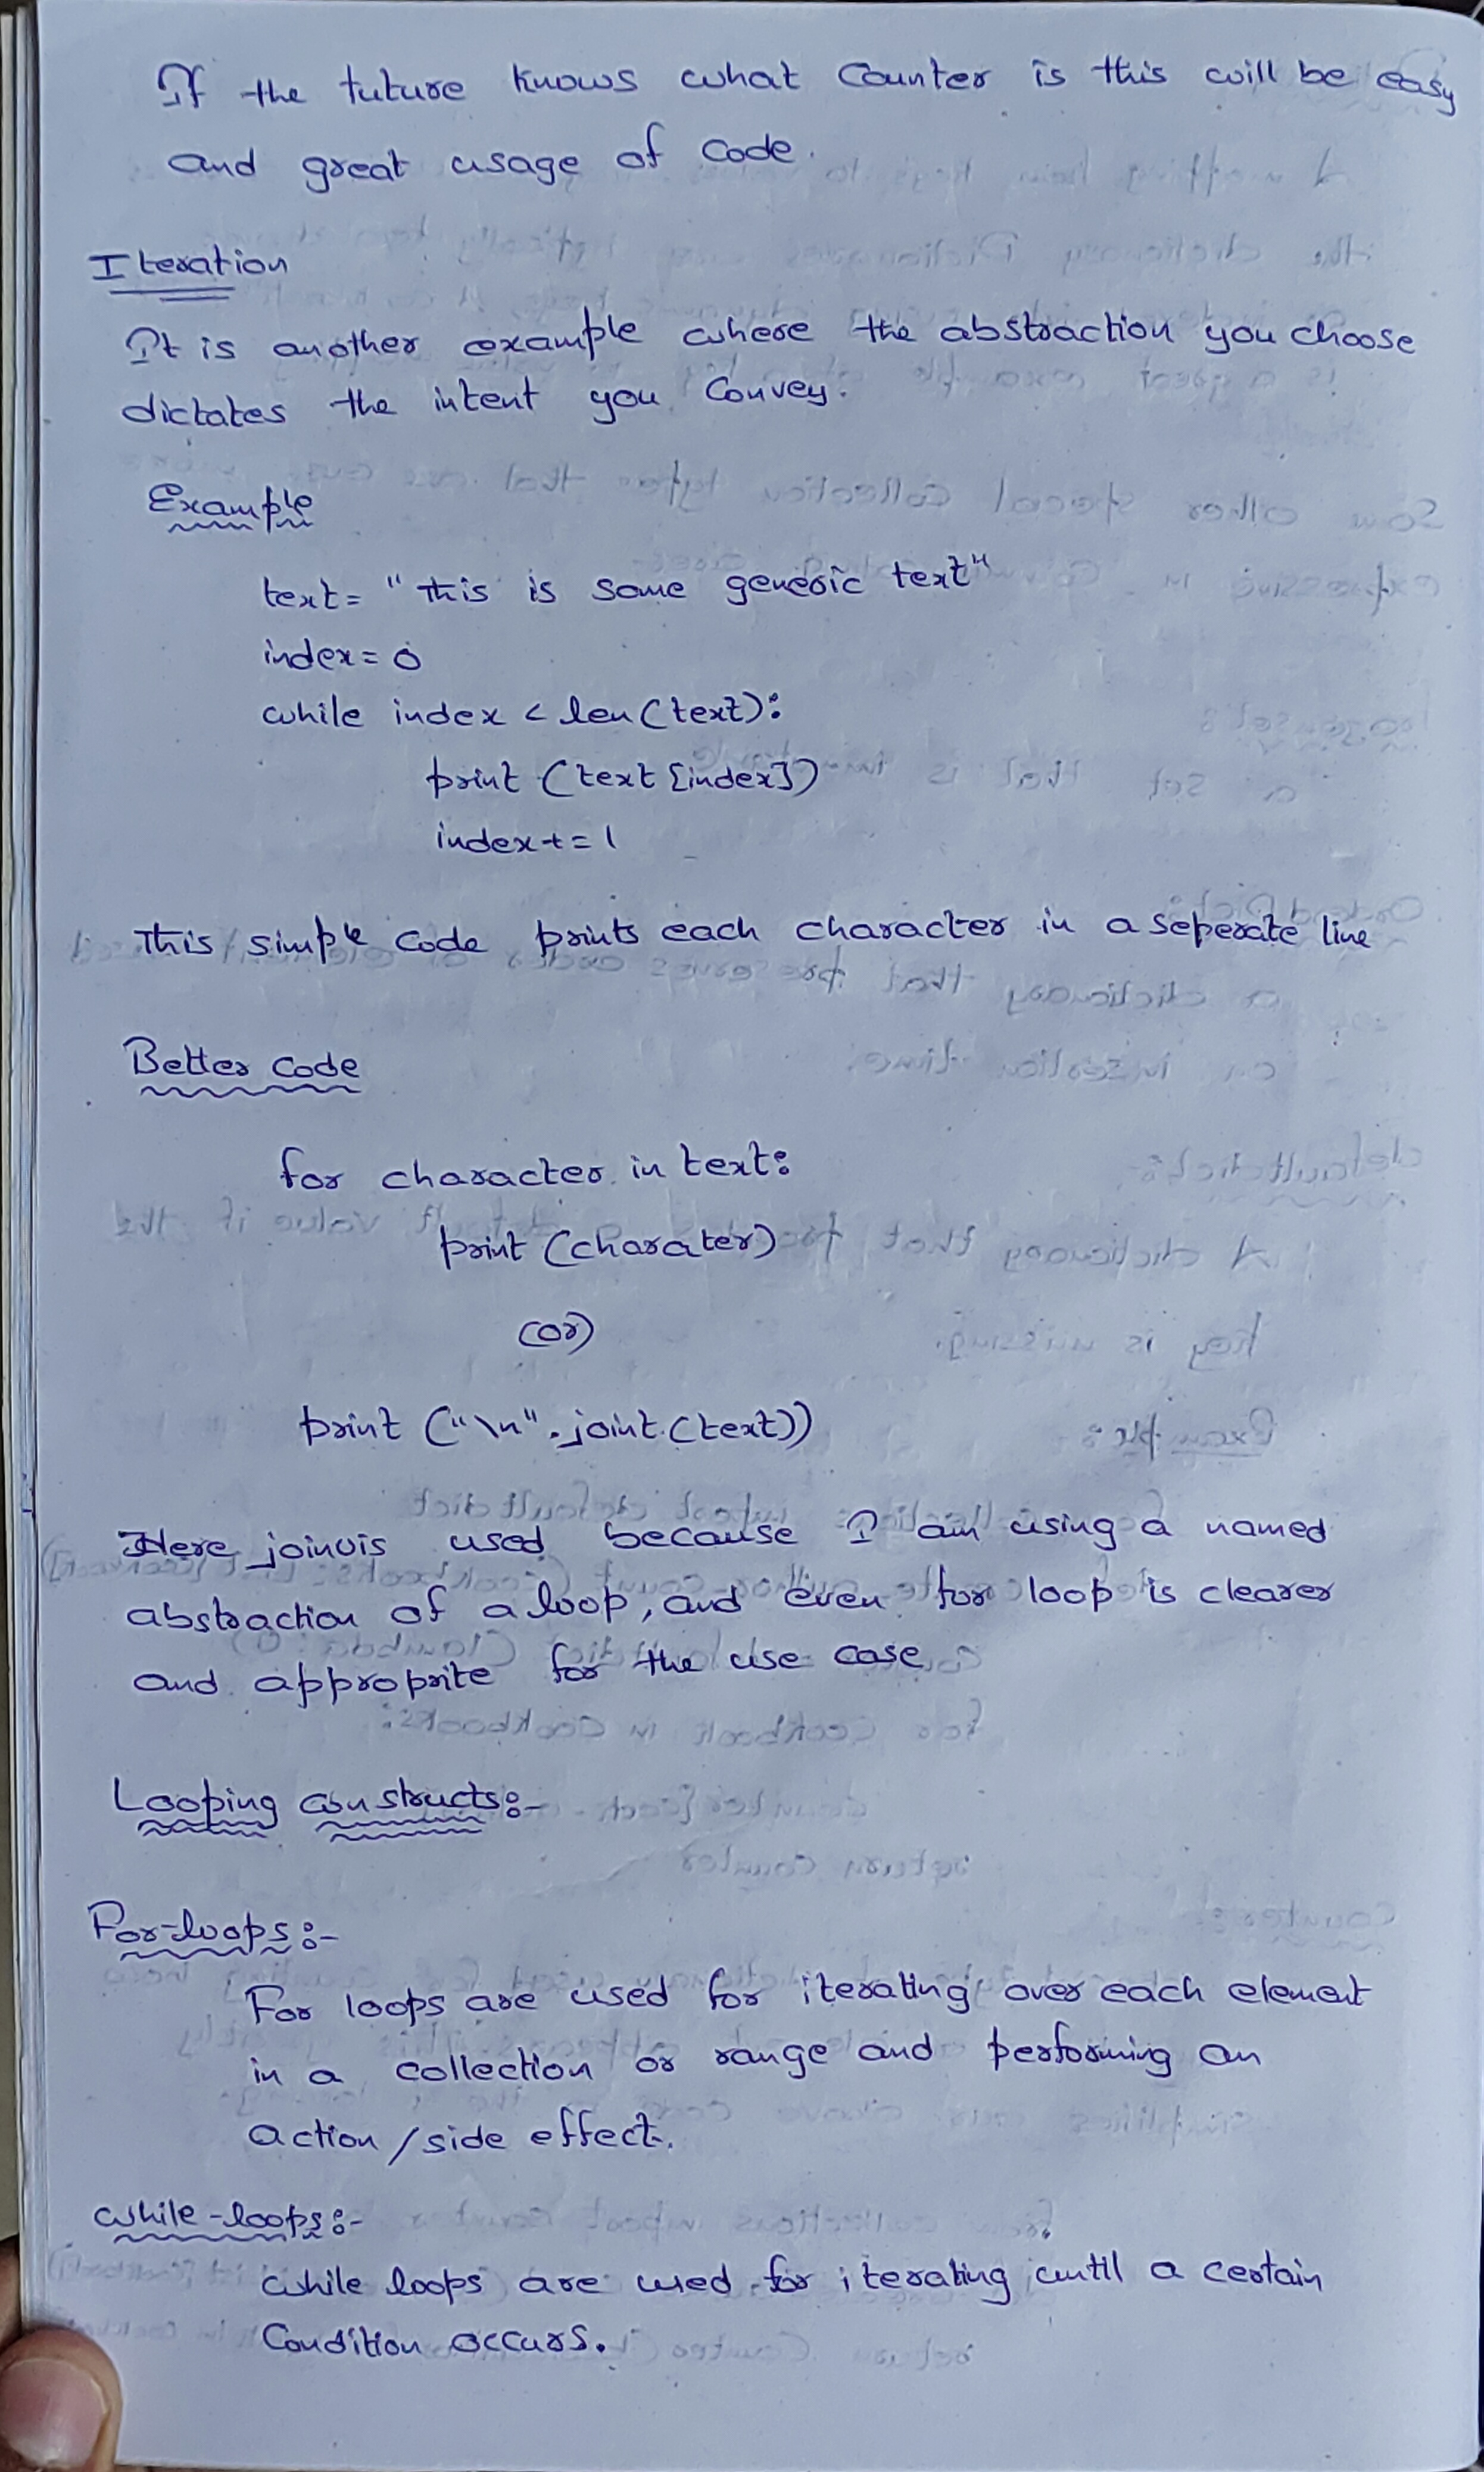 If the tuture knows what Counter is this will be easy
and great usage of code.
Iteration
It is another example where the abstraction you choose
dictates the intent you Convey.
Example
text = "this is some generic text"
index = 0
while index < len(text):
print (text [index])
index += 1
This simple code prints each character in a seperate line
Better code
for character in text:
print (charater)
(or)
print ("\n".joint(text))
Here joinvis used because I am using a named
abstraction of a loop, and even for loop is clearer
and approprite for the use case
Looping constructs:-
For-loops:-
For loops are used for iterating over each element
in a collection or range and performing an
action /side effect.
while-loops:-
while loops are used for iterating until a certain
Condition occurs.